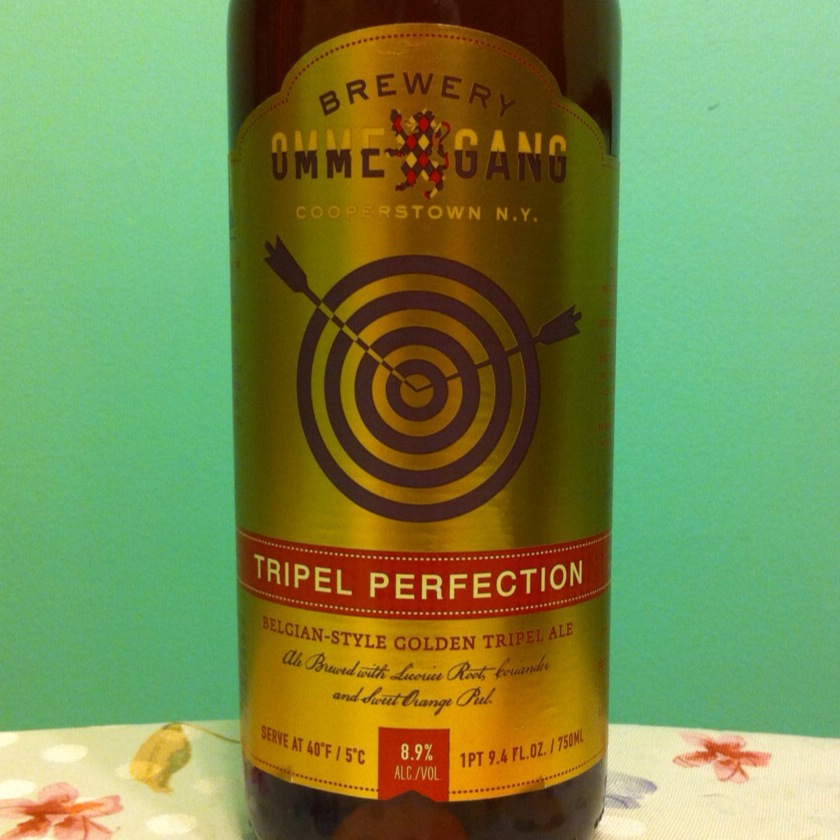 BREWERY
OMMEGANG
COOPERSTOWN N.Y.
TRIPEL PERFECTION
BELGIAN-STYLE GOLDEN TRIPEL ALE
Ale Brewed with Licorice Root, Coriander
and Sweet Orange Peel.
SERVE AT 40°F / 5°C
8.9%
ALC./VOL.
1PT 9.4 FL.OZ. / 750ML